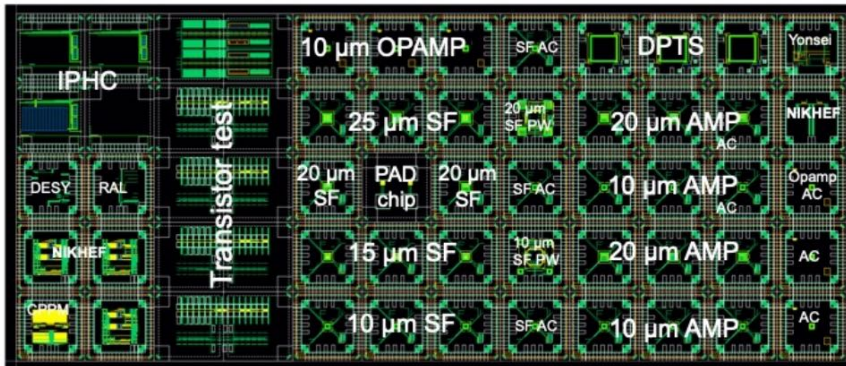 10 µm OPAMP
SF AC
DPTS
Yonsei
IPHC
25 µm SF
20 µm
SF PW
20 µm AMP
AC
NIKHEF
Transistor test
DESY
RAL
20 µm
SF
PAD
chip
20 µm
SF
SF AC
10 µm AMP
AC
Opamp
AC
NIKHEF
15 µm SF
10 µm
SF PW
20 µm AMP
AC
CPPM
10 µm SF
SF AC
10 µm AMP
AC